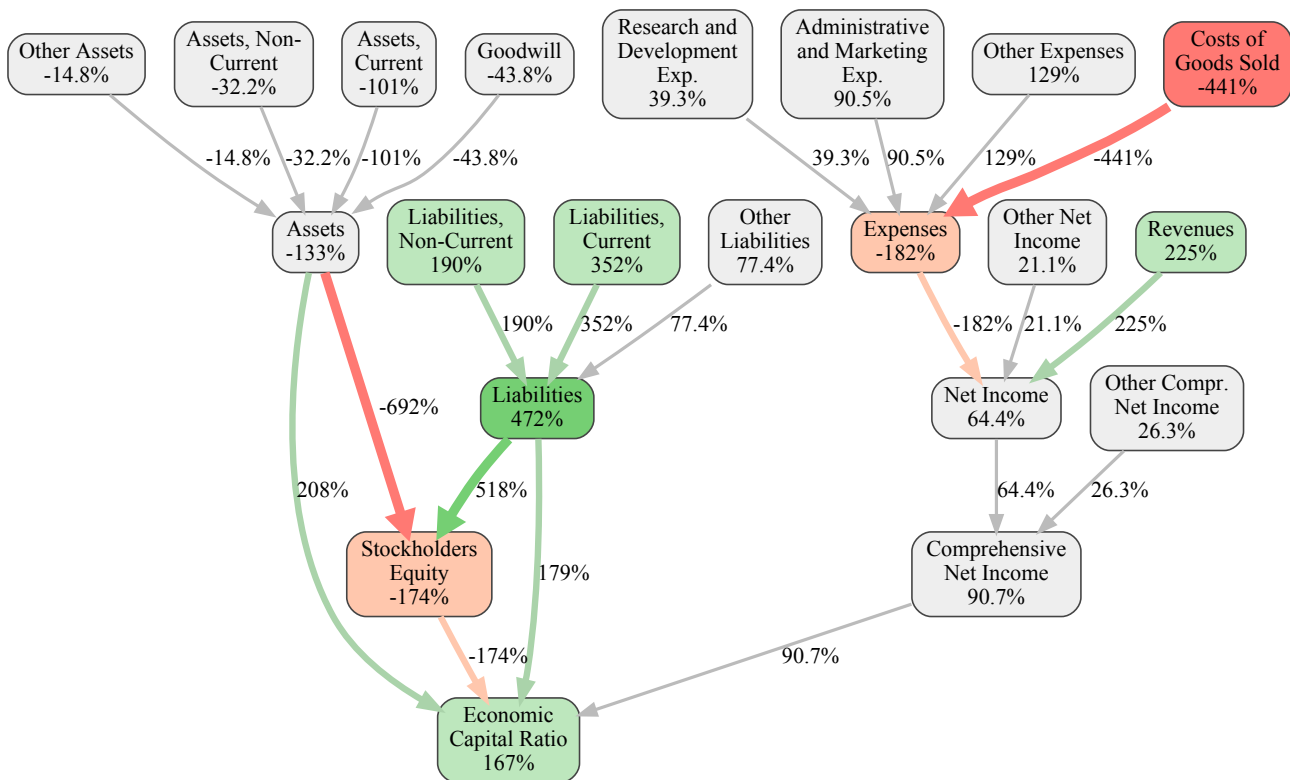 Other Assets
-14.8%
Assets, Non-
Current
-32.2%
Assets,
Current
-101%
Goodwill
-43.8%
Research and
Development
Exp.
39.3%
Administrative
and Marketing
Exp.
90.5%
Other Expenses
129%
Costs of
Goods Sold
-441%
-14.8%
-32.2%
-101%
-43.8%
39.3%
90.5%
129%
-441%
Assets
-133%
Liabilities,
Non-Current
190%
Liabilities,
Current
352%
Other
Liabilities
77.4%
Expenses
-182%
Other Net
Income
21.1%
Revenues
225%
190%
352%
77.4%
-182%
21.1%
225%
-692%
Liabilities
472%
Net Income
64.4%
Other Compr.
Net Income
26.3%
208%
518%
64.4%
26.3%
Stockholders
Equity
-174%
179%
Comprehensive
Net Income
90.7%
-174%
90.7%
Economic
Capital Ratio
167%